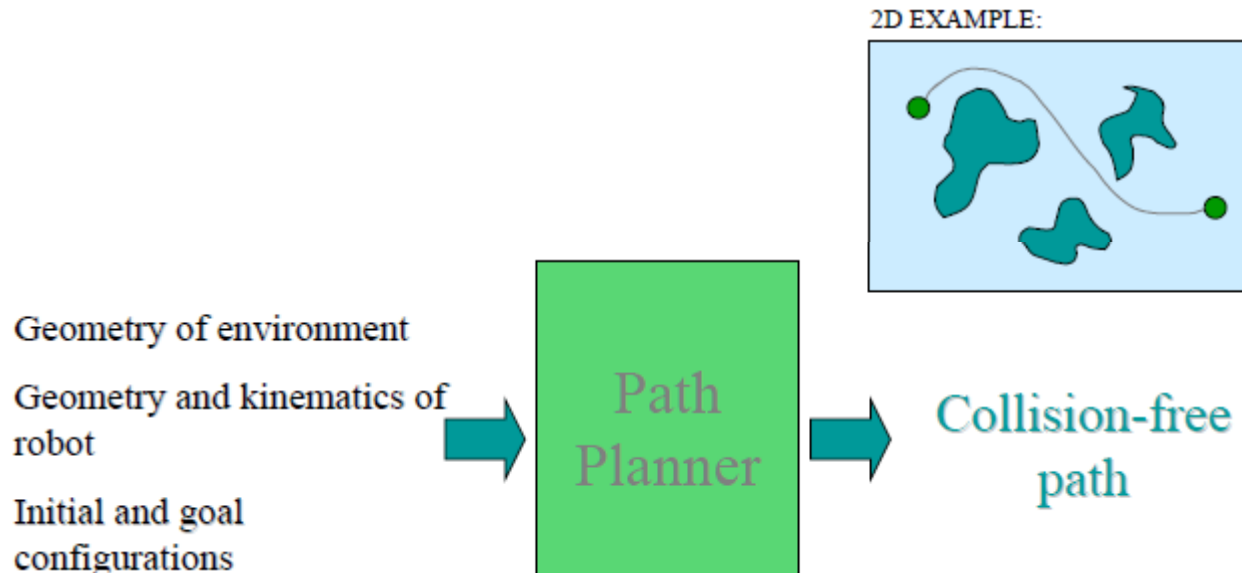 2D EXAMPLE:
Geometry of environment
Geometry and kinematics of
robot
Initial and goal
configurations
Path
Planner
Collision-free
path